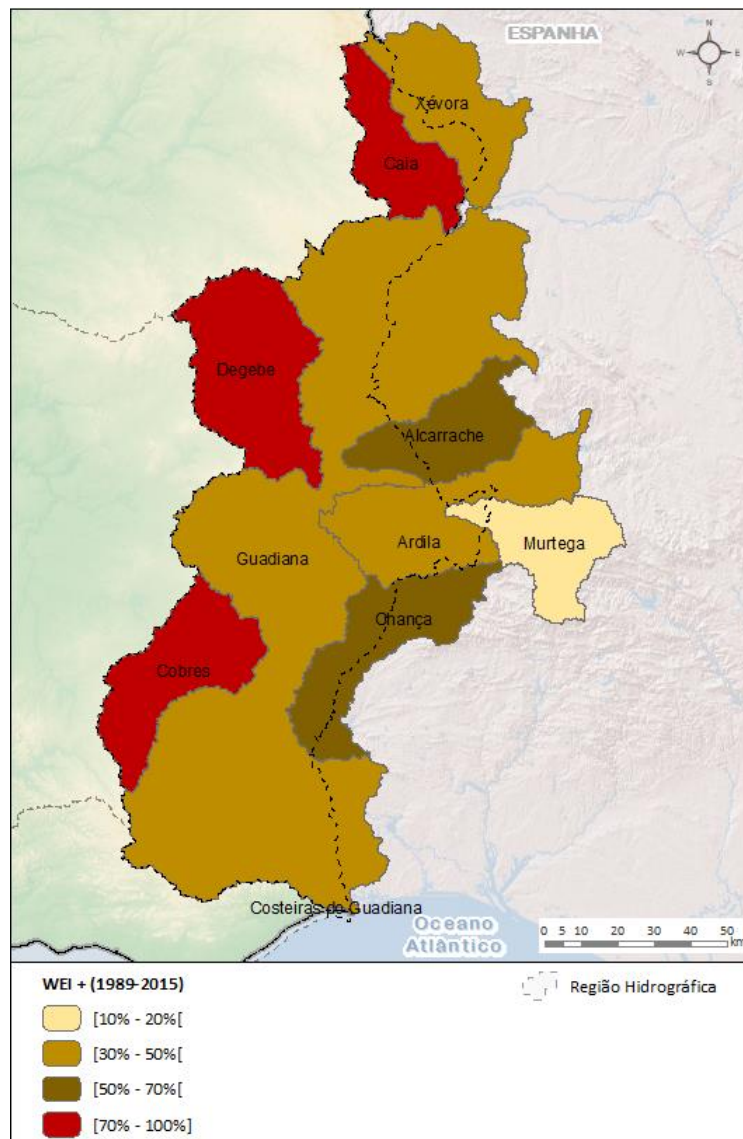 ESPANHA
N
W E
S
Xévora
Caia
Degebe
Alcarrache
Guadiana
Ardila
Murtega
Chança
Cobres
Costeiras do Guadiana
Oceano
Atlântico
0 5 10 20 30 40 50
km
WEI + (1989-2015)
Região Hidrográfica
[10% - 20%[
[30% - 50%[
[50% - 70%[
[70% - 100%]